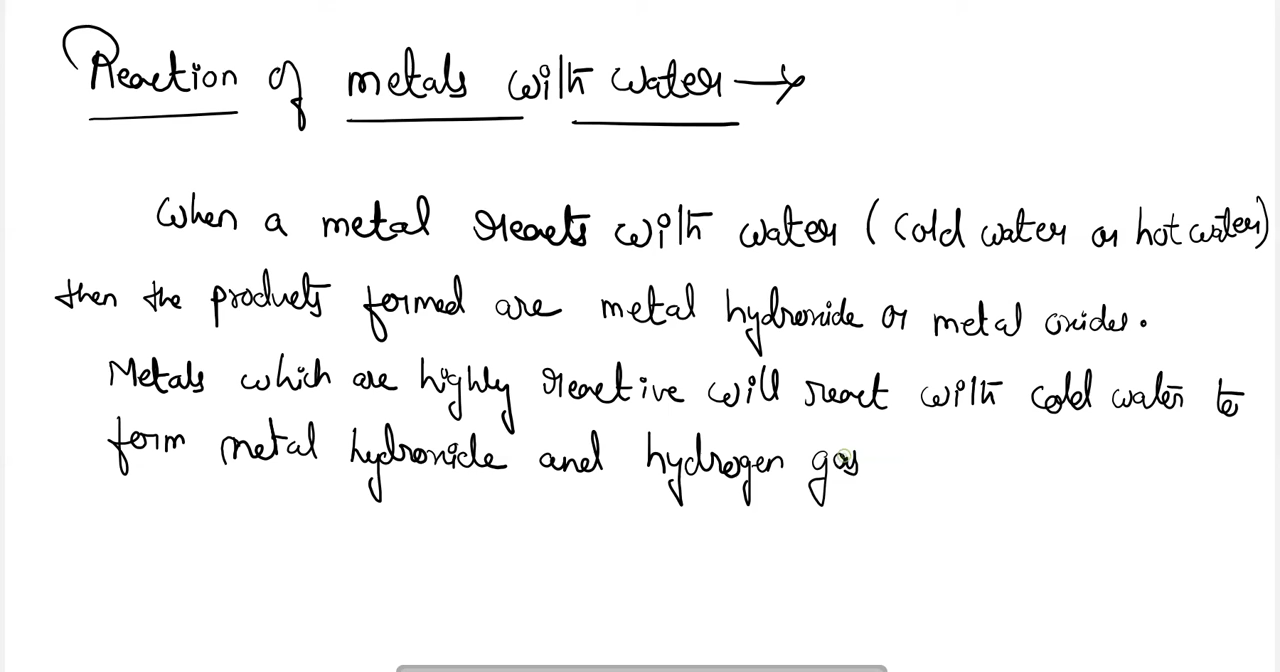 Reaction of metals with water →
When a metal reacts with water (cold water or hot water)
then the products formed are metal hydroxide or metal oxides.
Metals which are highly reactive will react with cold water to
form metal hydroxide and hydrogen gas